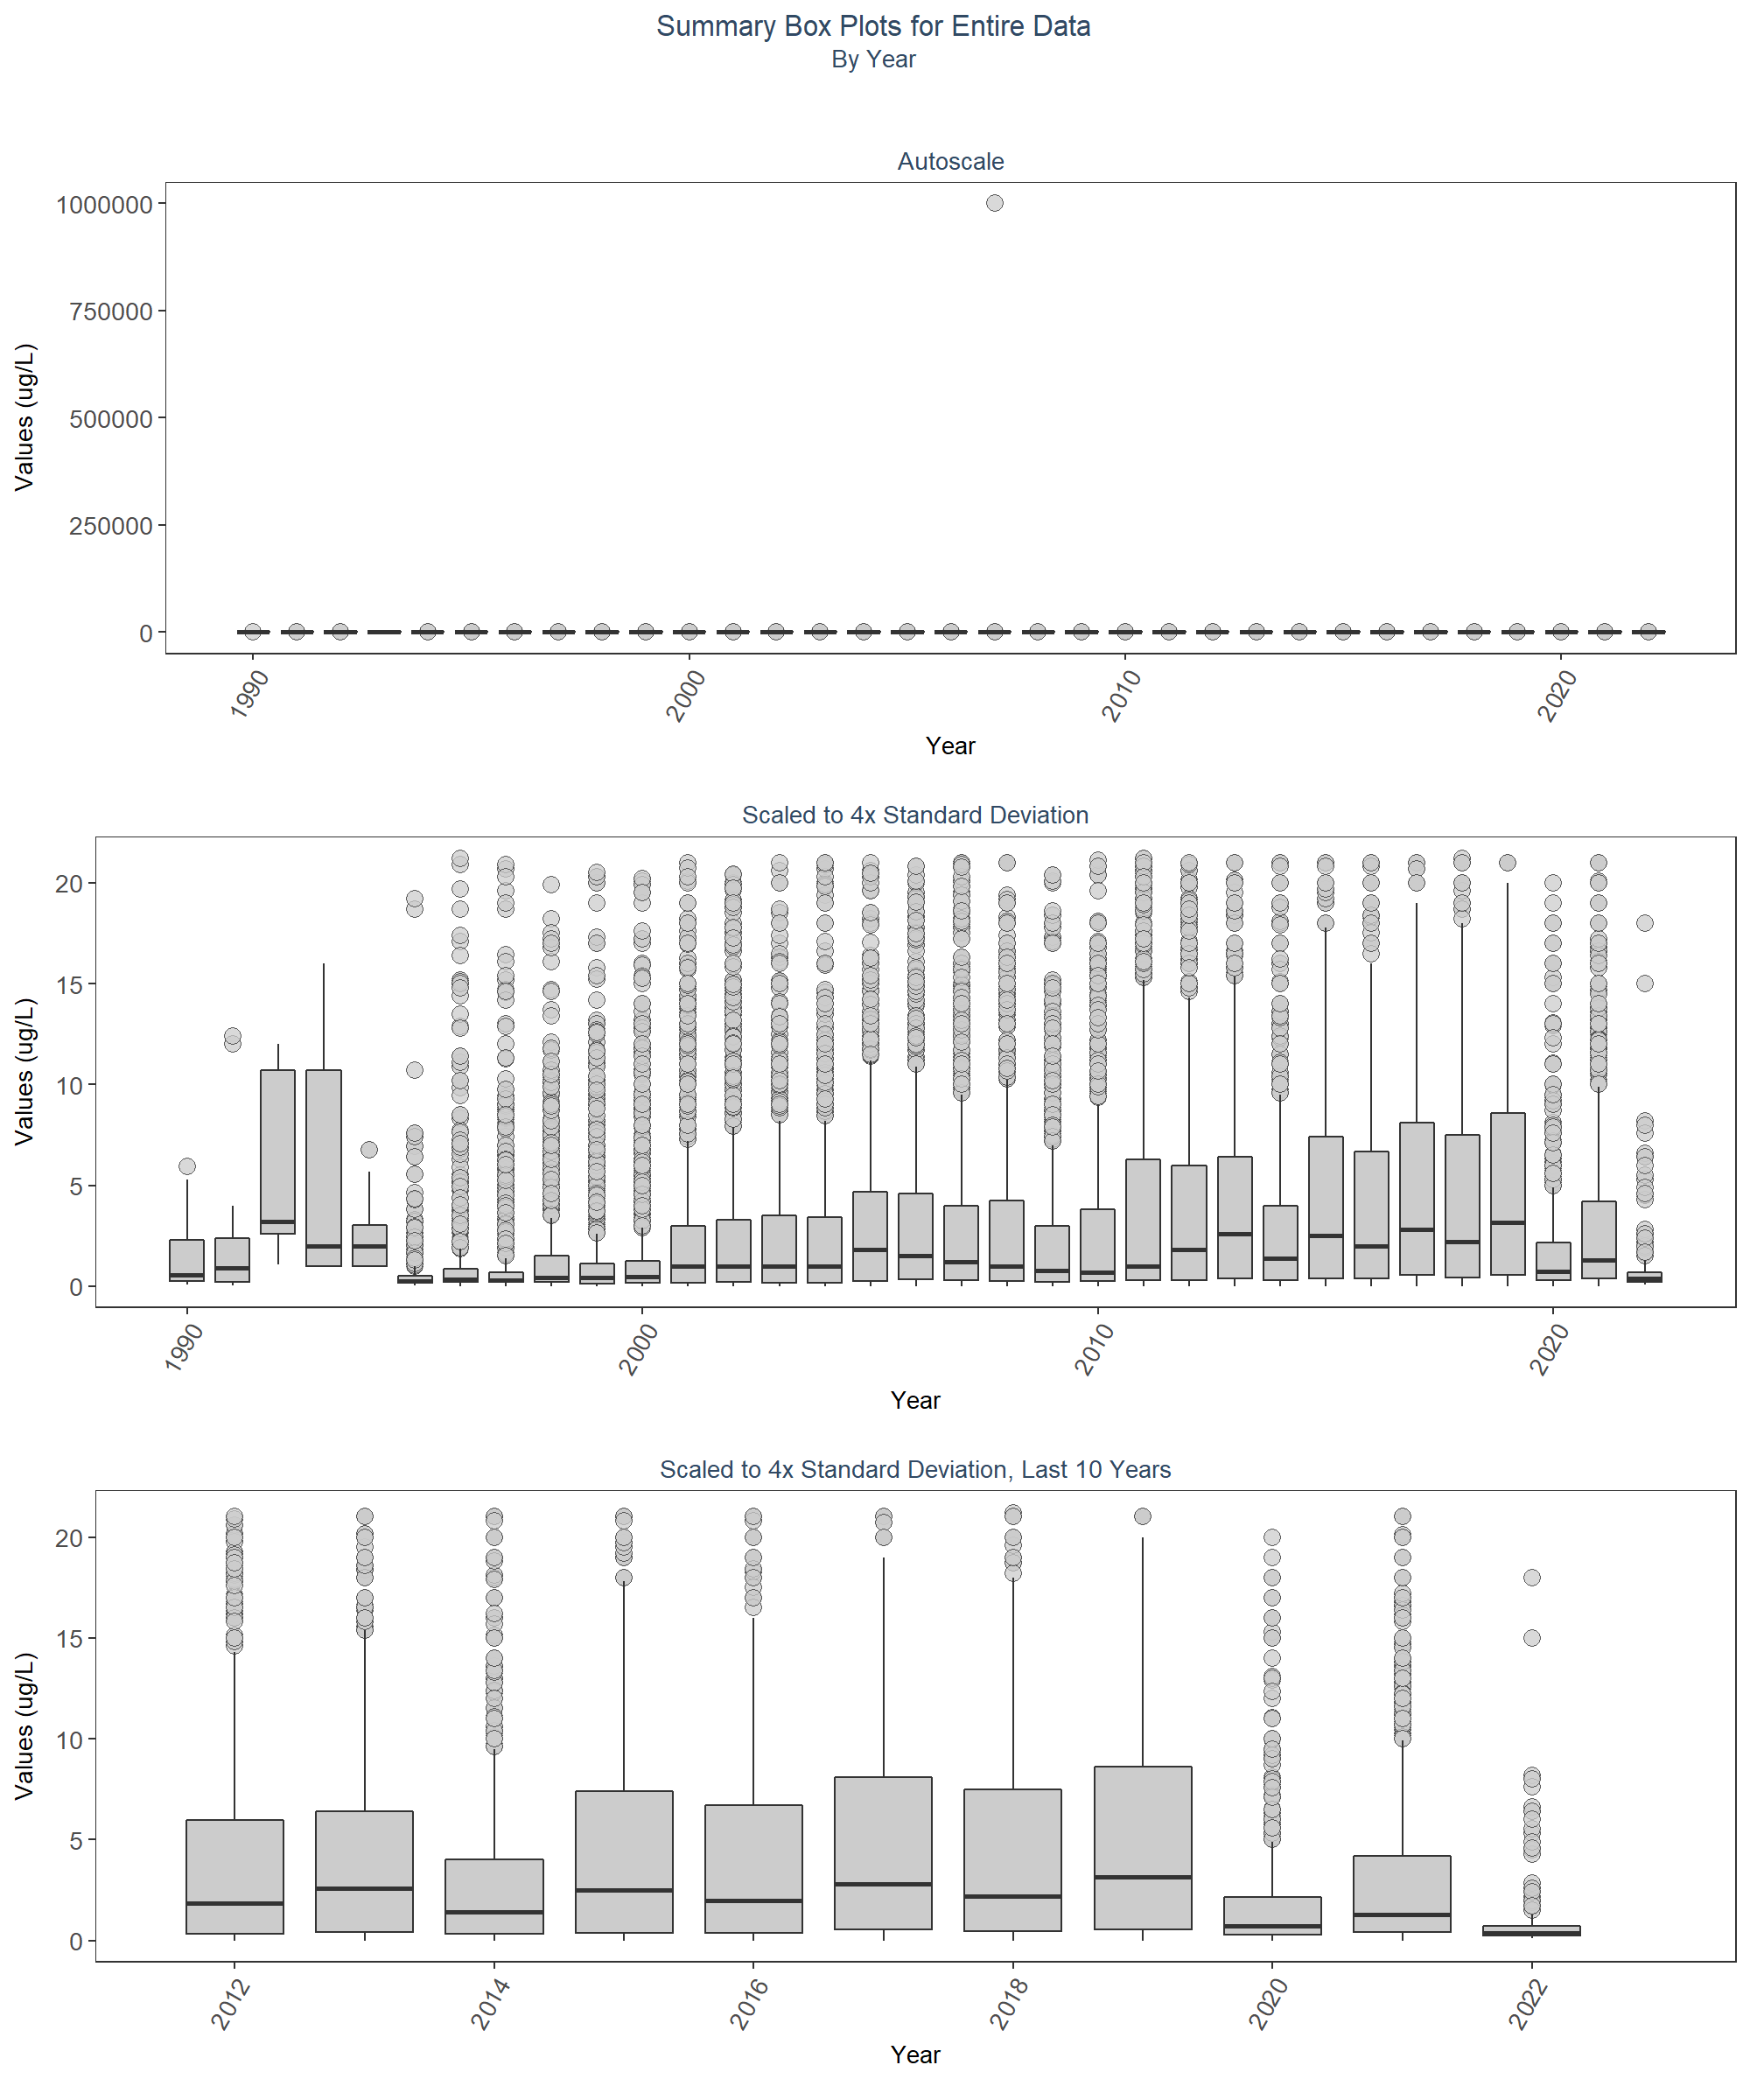 Summary Box Plots for Entire Data
By Year
Autoscale
Values (ug/L)
1000000
750000
500000
250000
0
1990
2000
2010
2020
Year
Scaled to 4x Standard Deviation
Values (ug/L)
20
15
10
5
0
1990
2000
2010
2020
Year
Scaled to 4x Standard Deviation, Last 10 Years
Values (ug/L)
20
15
10
5
0
2012
2014
2016
2018
2020
2022
Year